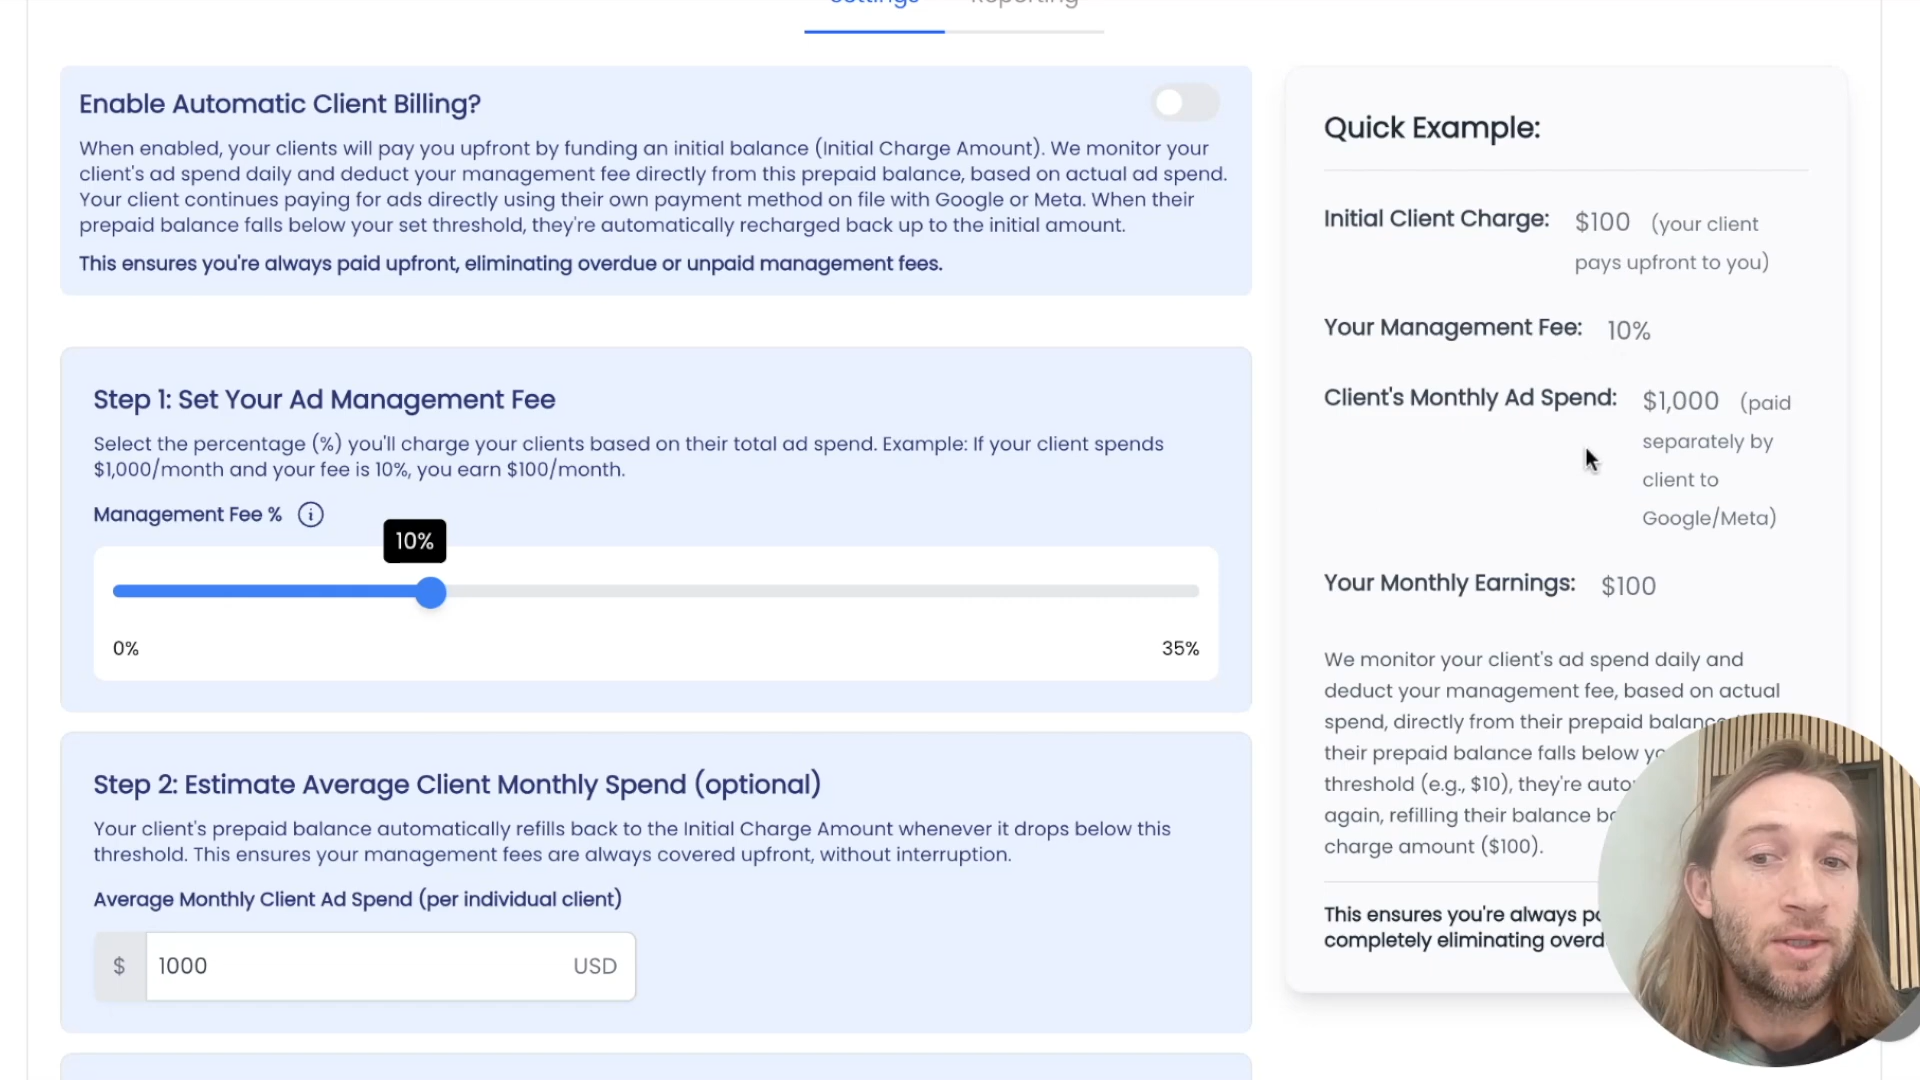 Settings Reporting
Enable Automatic Client Billing?
When enabled, your clients will pay you upfront by funding an initial balance (Initial Charge Amount). We monitor your
client's ad spend daily and deduct your management fee directly from this prepaid balance, based on actual ad spend.
Your client continues paying for ads directly using their own payment method on file with Google or Meta. When their
prepaid balance falls below your set threshold, they're automatically recharged back up to the initial amount.
This ensures you're always paid upfront, eliminating overdue or unpaid management fees.
Step 1: Set Your Ad Management Fee
Select the percentage (%) you'll charge your clients based on their total ad spend. Example: If your client spends
$1,000/month and your fee is 10%, you earn $100/month.
Management Fee % i
10%
0% 35%
Step 2: Estimate Average Client Monthly Spend (optional)
Your client's prepaid balance automatically refills back to the Initial Charge Amount whenever it drops below this
threshold. This ensures your management fees are always covered upfront, without interruption.
Average Monthly Client Ad Spend (per individual client)
$ 1000 USD
Quick Example:
Initial Client Charge: $100 (your client
pays upfront to you)
Your Management Fee: 10%
Client's Monthly Ad Spend: $1,000 (paid
separately by
client to
Google/Meta)
Your Monthly Earnings: $100
We monitor your client's ad spend daily and
deduct your management fee, based on actual
spend, directly from their prepaid
their prepaid balance falls below
threshold (e.g., $10), they're
again, refilling their balance
charge amount ($100).
This ensures you're always
completely eliminating